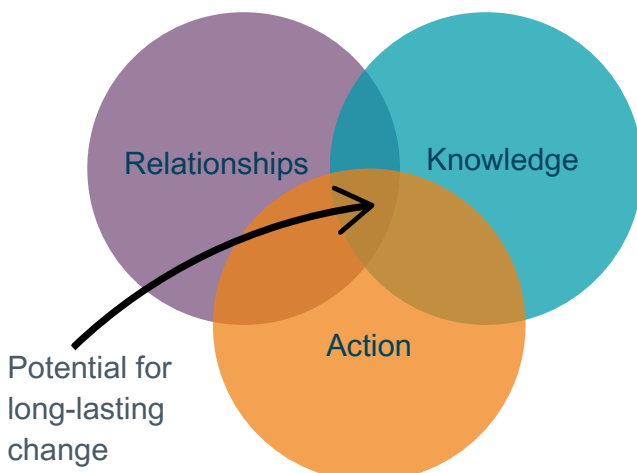 Relationships
Knowledge
Action
Potential for
long-lasting
change